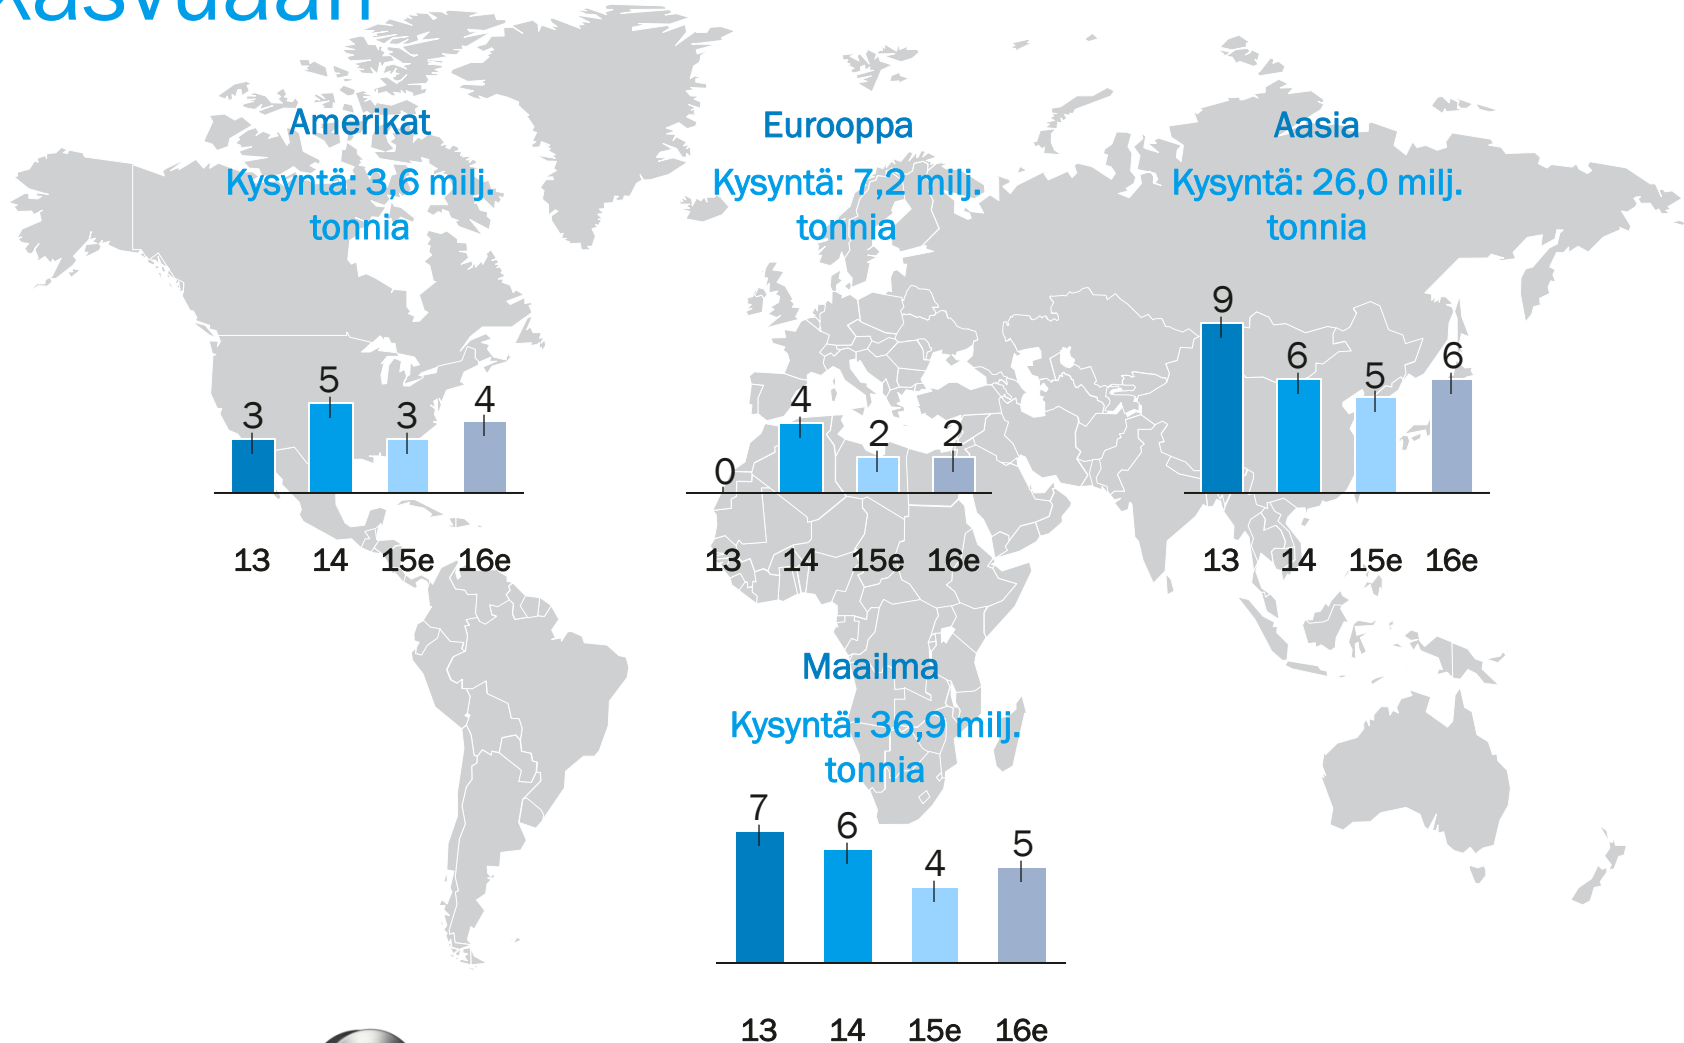 kasvuaan
Amerikat
Kysyntä: 3,6 milj.
tonnia
3
5
3
4
13 14 15e 16e
Eurooppa
Kysyntä: 7,2 milj.
tonnia
0
4
2
2
13 14 15e 16e
Aasia
Kysyntä: 26,0 milj.
tonnia
9
6
5
6
13 14 15e 16e
Maailma
Kysyntä: 36,9 milj.
tonnia
7
6
4
5
13 14 15e 16e